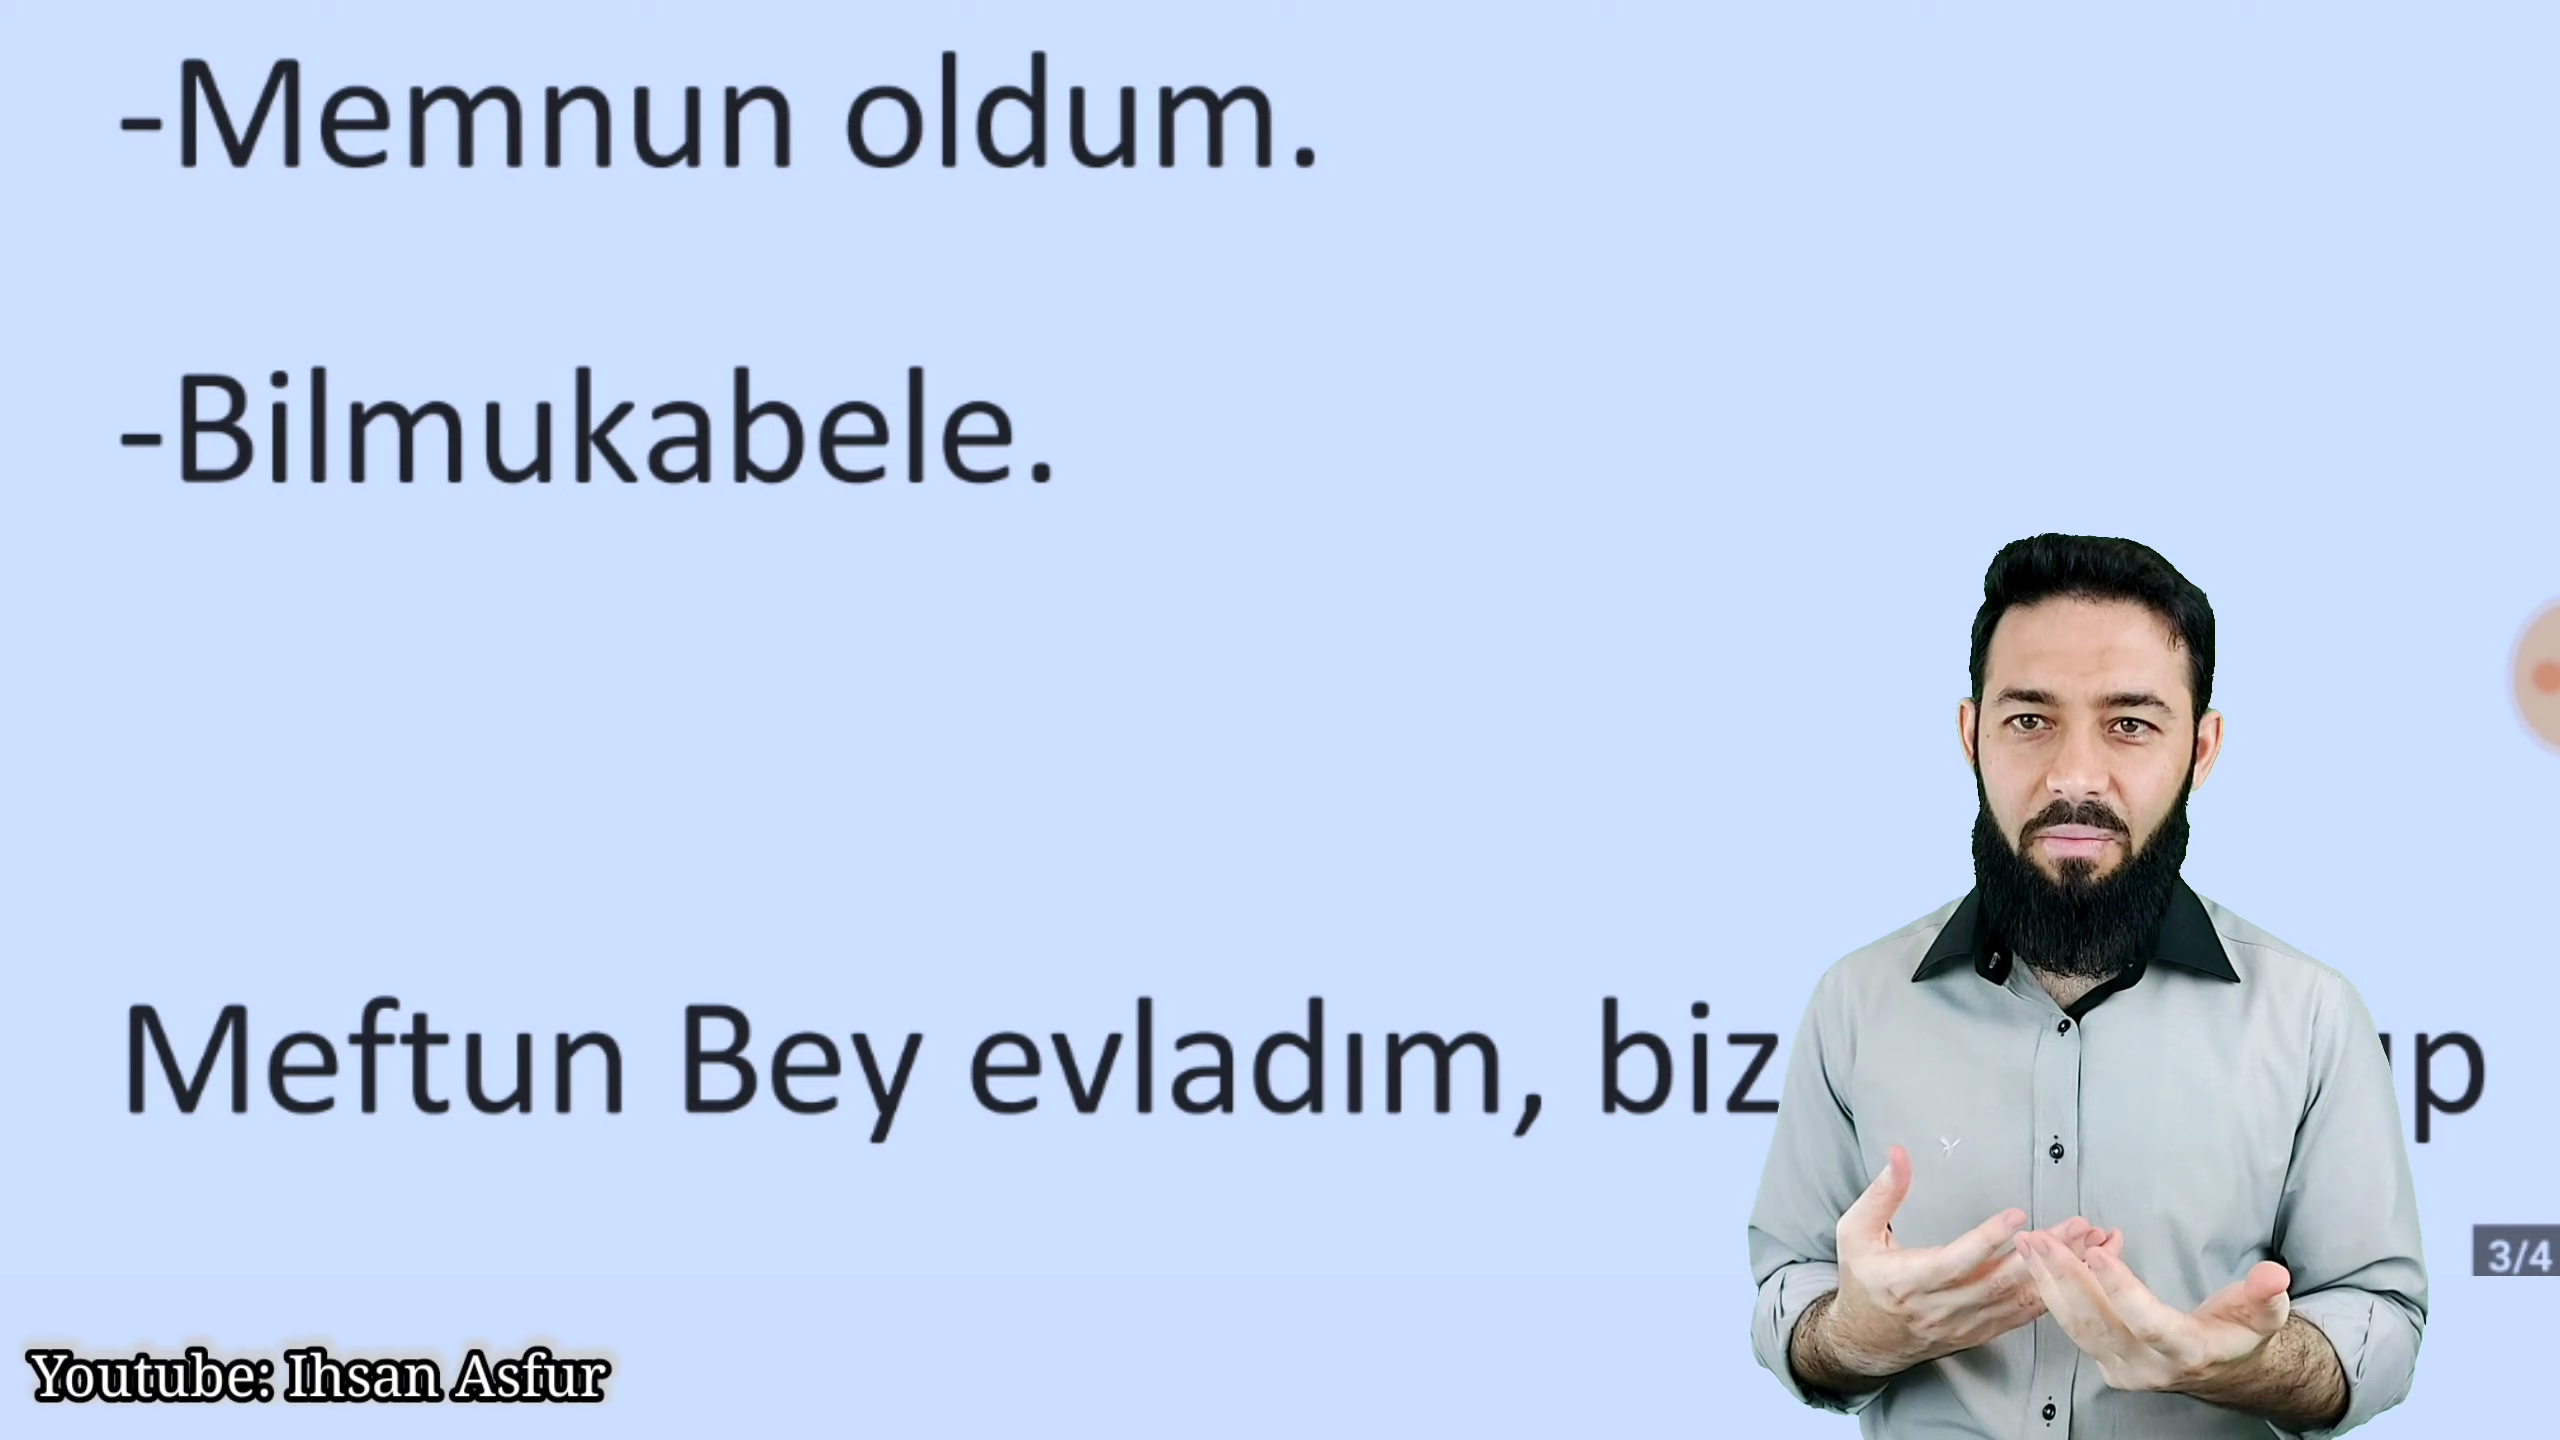 -Memnun oldum.
-Bilmukabele.
Meftun Bey evladım, biz
3/4
Youtube: Ihsan Asfur